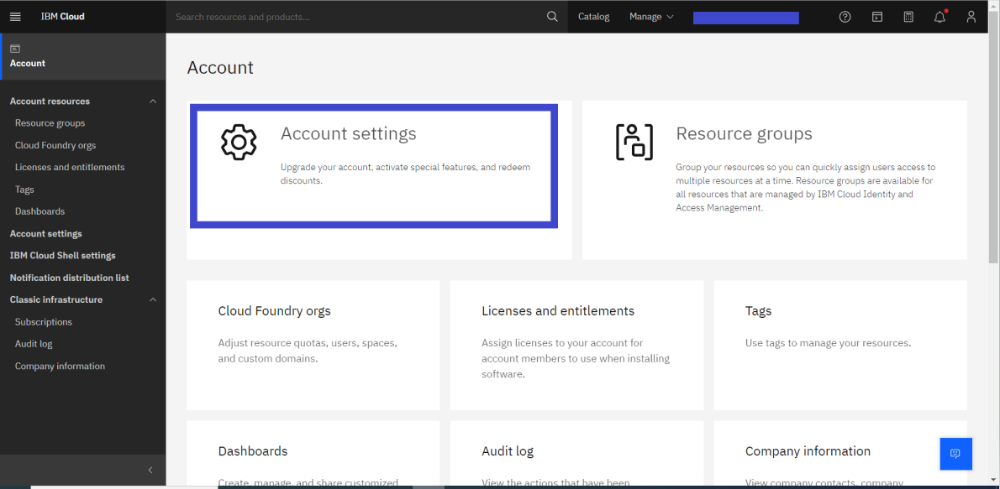 IBM Cloud
Search resources and products...
Catalog
Manage
Account
Account resources
Resource groups
Cloud Foundry orgs
Licenses and entitlements
Tags
Dashboards
Account settings
IBM Cloud Shell settings
Notification distribution list
Classic infrastructure
Subscriptions
Audit log
Company information
Account
Account settings
Upgrade your account, activate special features, and redeem
discounts.
Resource groups
Group your resources so you can quickly assign users access to
multiple resources at a time. Resource groups are available for
all resources that are managed by IBM Cloud Identity and
Access Management.
Cloud Foundry orgs
Adjust resource quotas, users, spaces,
and custom domains.
Licenses and entitlements
Assign licenses to your account for
account members to use when installing
software.
Tags
Use tags to manage your resources.
Dashboards
Create, manage, and share customized
Audit log
View the actions that have been
Company information
View company contacts, company